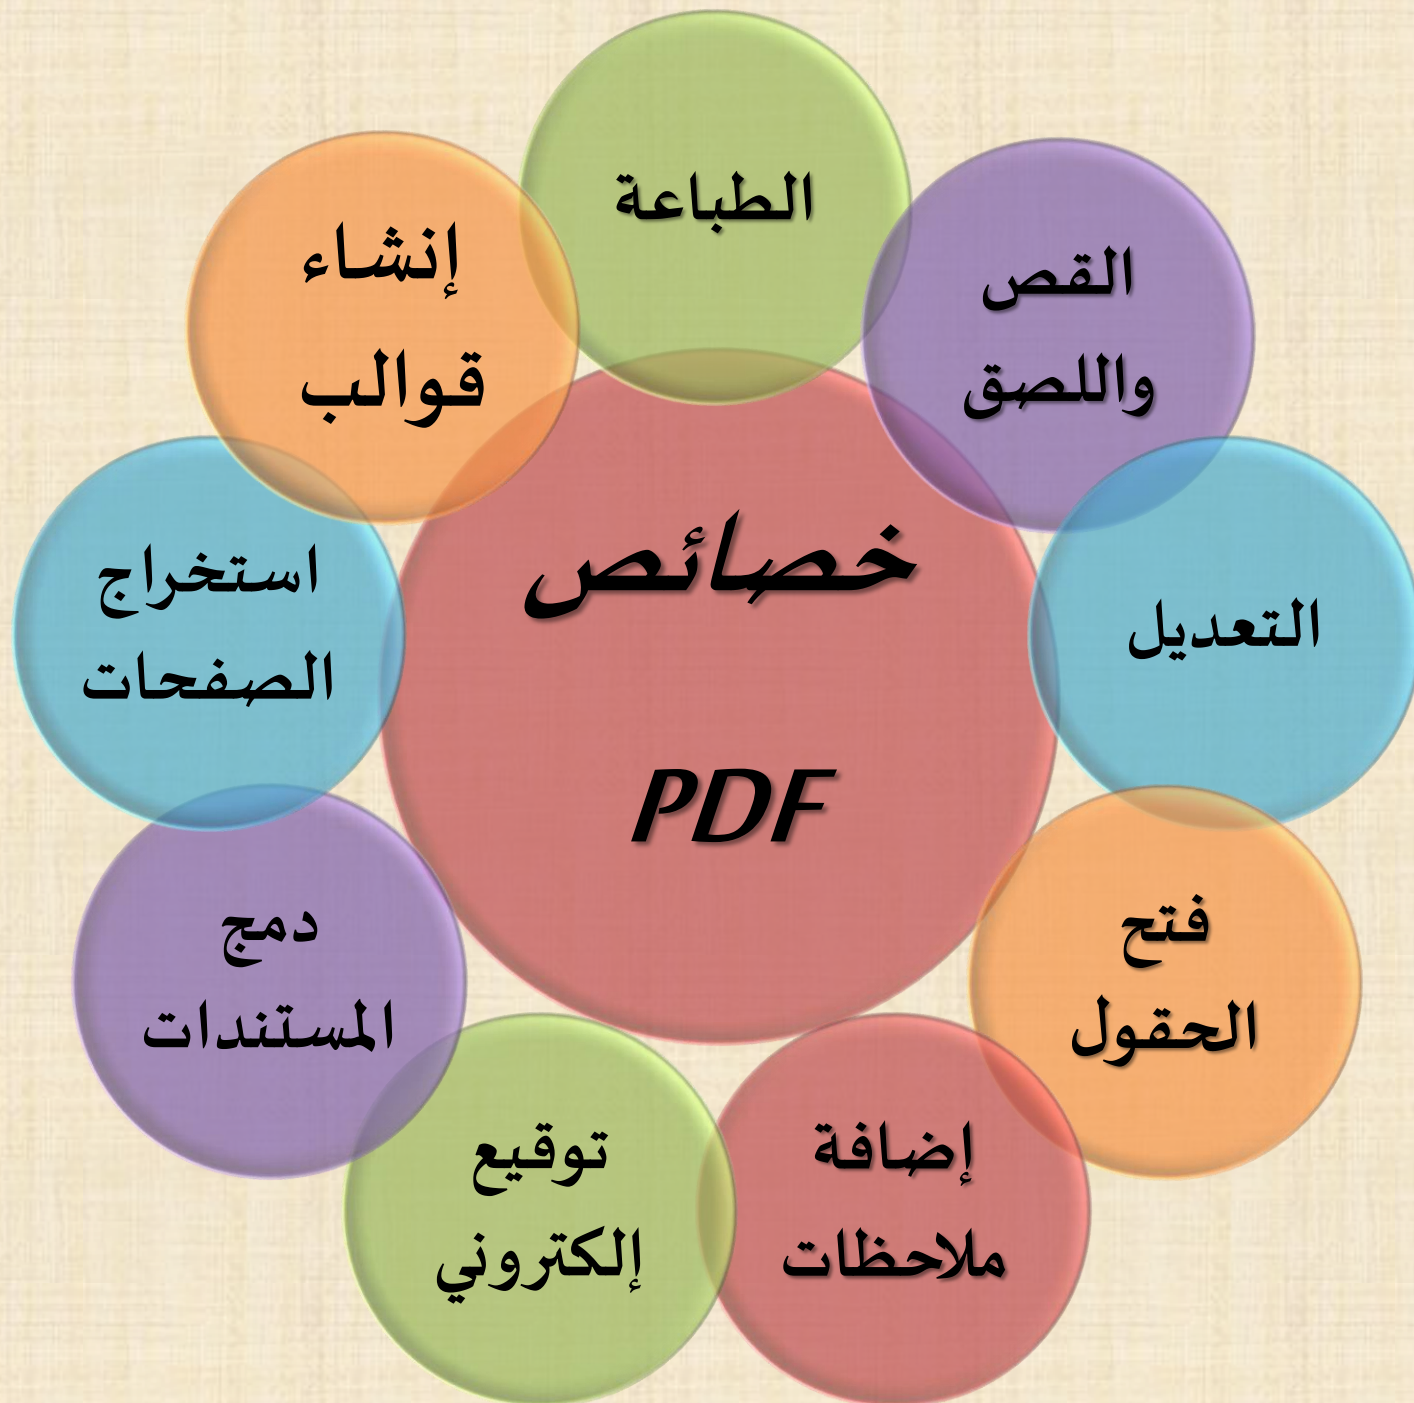 خصائص
PDF
الطباعة
القص
واللصق
التعديل
فتح
الحقول
إضافة
ملاحظات
توقيع
إلكتروني
دمج
المستندات
استخراج
الصفحات
إنشاء
قوالب